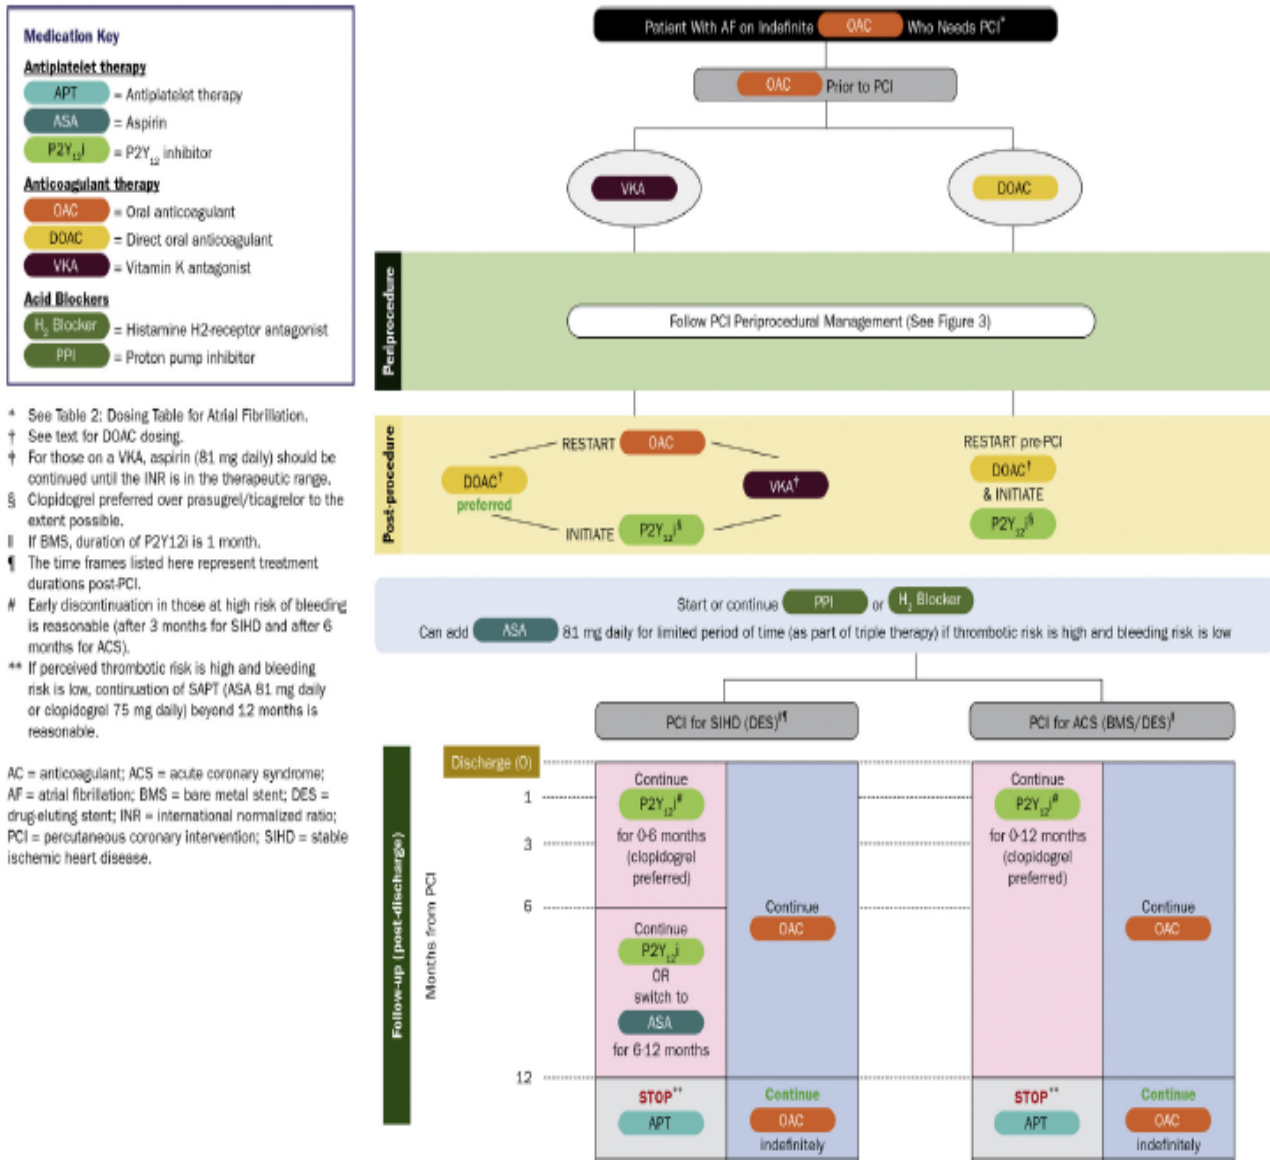 Medication Key
Antiplatelet therapy
APT = Antiplatelet therapy
ASA = Aspirin
P2Y₁₂i = P2Y₁₂ inhibitor
Anticoagulant therapy
OAC = Oral anticoagulant
DOAC = Direct oral anticoagulant
VKA = Vitamin K antagonist
Acid Blockers
H₂ Blocker = Histamine H2-receptor antagonist
PPI = Proton pump inhibitor
* See Table 2: Dosing Table for Atrial Fibrillation.
† See text for DOAC dosing.
† For those on a VKA, aspirin (81 mg daily) should be
continued until the INR is in the therapeutic range.
§ Clopidogrel preferred over prasugrel/ticagrelor to the
extent possible.
‖ If BMS, duration of P2Y12i is 1 month.
¶ The time frames listed here represent treatment
durations post-PCI.
# Early discontinuation in those at high risk of bleeding
is reasonable (after 3 months for SIHD and after 6
months for ACS).
** If perceived thrombotic risk is high and bleeding
risk is low, continuation of SAPT (ASA 81 mg daily
or clopidogrel 75 mg daily) beyond 12 months is
reasonable.
AC = anticoagulant; ACS = acute coronary syndrome;
AF = atrial fibrillation; BMS = bare metal stent; DES =
drug-eluting stent; INR = international normalized ratio;
PCI = percutaneous coronary intervention; SIHD = stable
ischemic heart disease.
Patient With AF on Indefinite OAC Who Needs PCI*
OAC Prior to PCI
VKA
DOAC
Periprocedure
Follow PCI Periprocedural Management (See Figure 3)
Post-procedure
RESTART OAC
DOAC†
preferred
VKA†
INITIATE P2Y₁₂i§
RESTART pre-PCI
DOAC†
& INITIATE
P2Y₁₂i§
Start or continue PPI or H₂ Blocker
Can add ASA 81 mg daily for limited period of time (as part of triple therapy) if thrombotic risk is high and bleeding risk is low
PCI for SIHD (DES)‖¶
PCI for ACS (BMS/DES)‖
Follow-up (post-discharge)
Months from PCI
Discharge (0)
1
3
6
12
Continue
P2Y₁₂i#
for 0-6 months
(clopidogrel
preferred)
Continue
P2Y₁₂i
OR
switch to
ASA
for 6-12 months
STOP**
APT
Continue
OAC
Continue
OAC
indefinitely
Continue
P2Y₁₂i#
for 0-12 months
(clopidogrel
preferred)
STOP**
APT
Continue
OAC
Continue
OAC
indefinitely